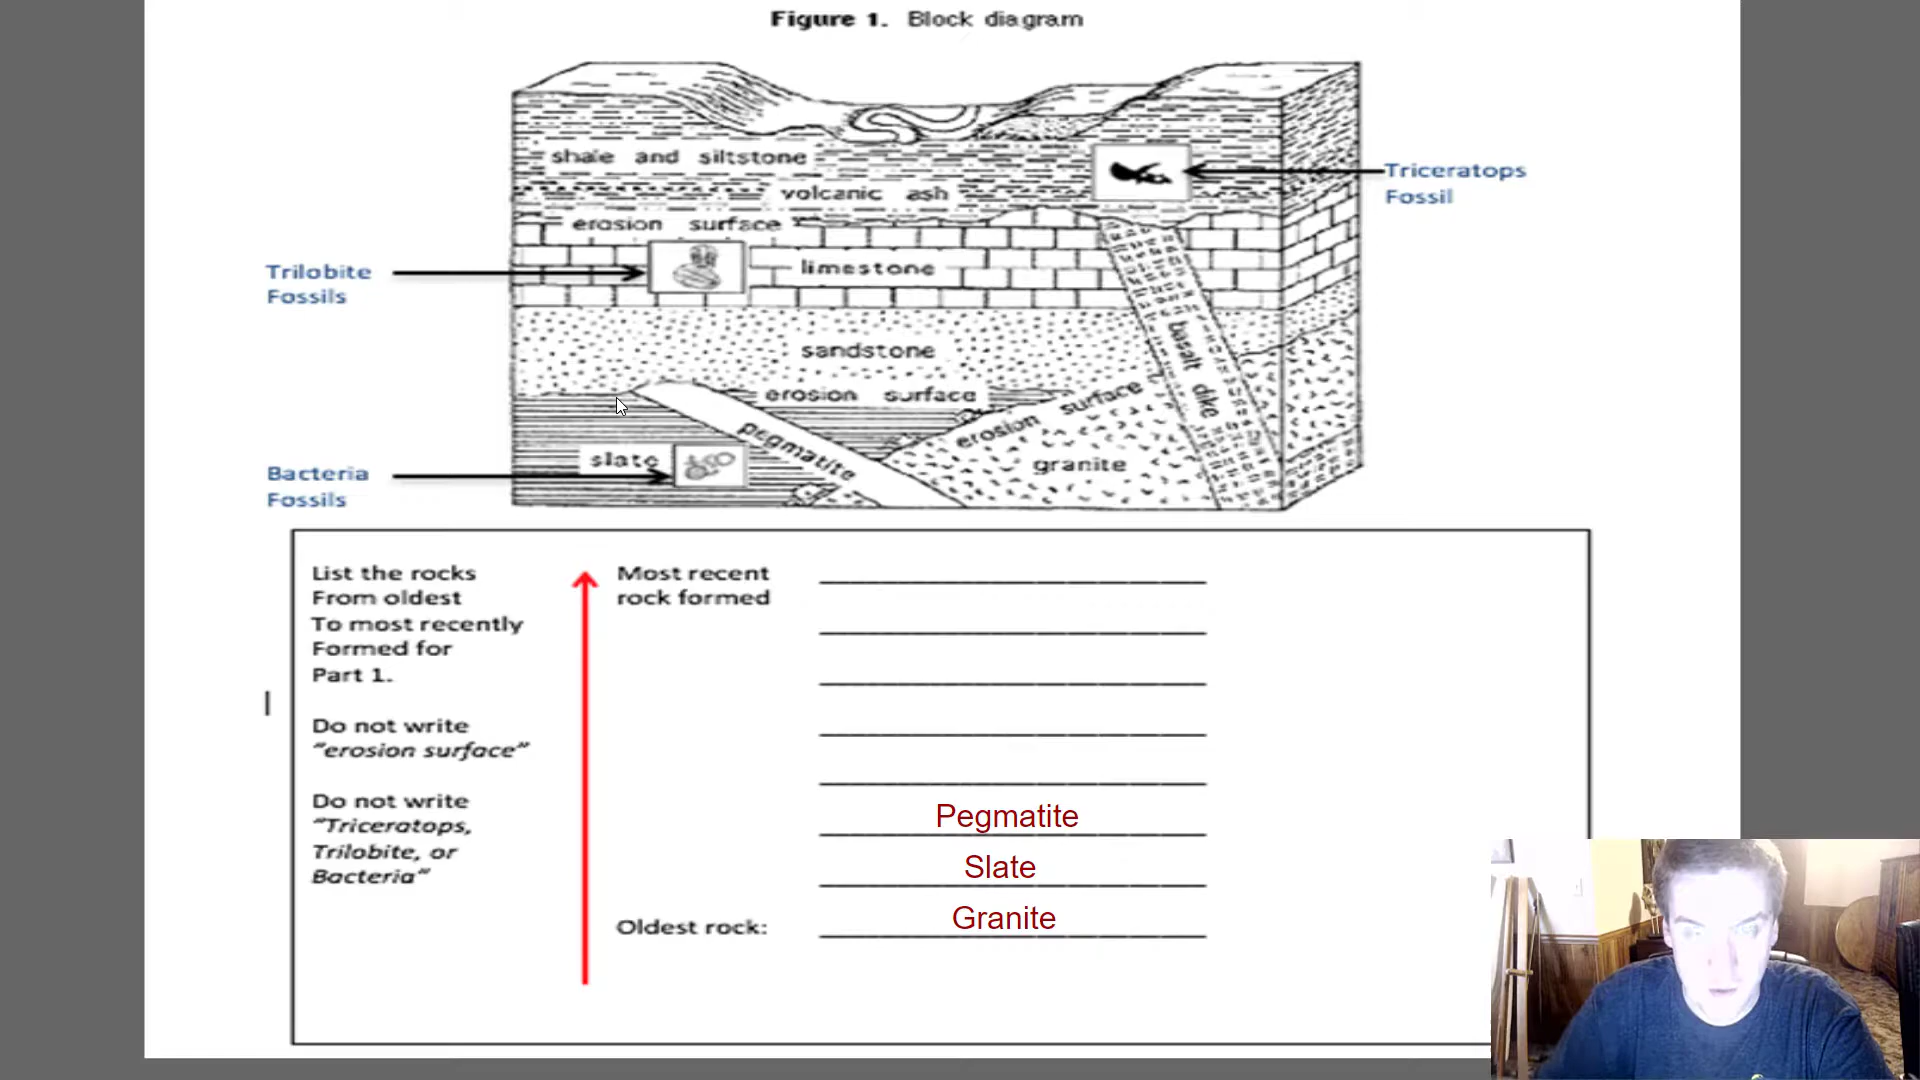 Figure 1. Block diagram
shale and siltstone
volcanic ash
Triceratops
Fossil
erosion surface
Trilobite
Fossils
limestone
sandstone
basalt dike
erosion surface
erosion surface
pegmatite
slate
granite
Bacteria
Fossils
List the rocks
From oldest
To most recently
Formed for
Part 1.
Do not write
“erosion surface”
Do not write
“Triceratops,
Trilobite, or
Bacteria”
Most recent
rock formed
Pegmatite
Slate
Granite
Oldest rock: